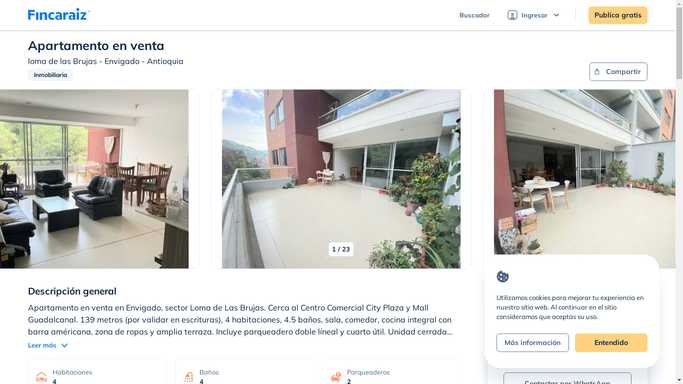 Fincaraiz
Buscador
Ingresar
Publica gratis
Apartamento en venta
loma de las Brujas - Envigado - Antioquia
Inmobiliaria
Compartir
1 / 23
Descripción general
Apartamento en venta en Envigado, sector Loma de Las Brujas. Cerca al Centro Comercial City Plaza y Mall
Guadalcanal. 139 metros (por validar en escrituras), 4 habitaciones, 4.5 baños, sala, comedor, cocina integral con
barra américana, zona de ropas y amplia terraza. Incluye parqueadero doble lineal y cuarto útil. Unidad cerrada...
Leer más
Habitaciones
4
Baños
4
Parqueaderos
2
Utilizamos cookies para mejorar tu experiencia en
nuestro sitio web. Al continuar en el sitio
consideramos que aceptas su uso.
Más información
Entendido
Contactar por WhatsApp